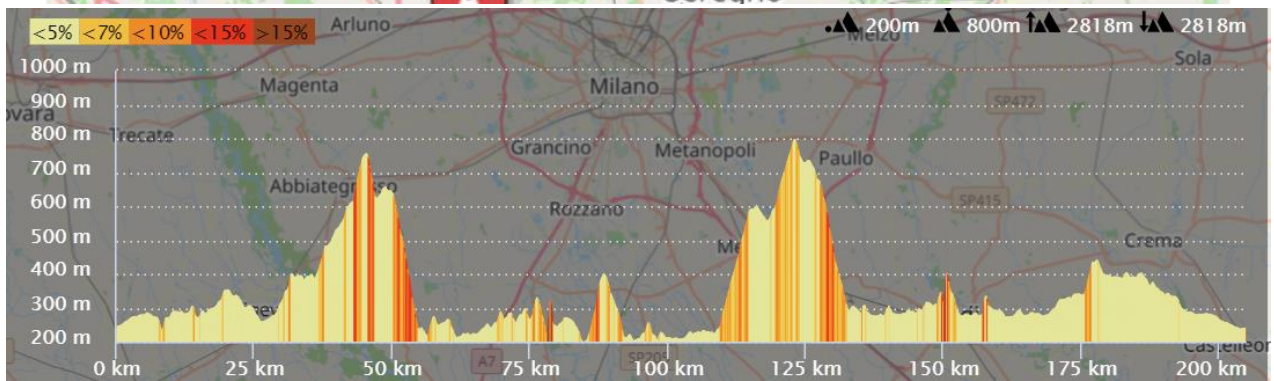 <5% <7% <10% <15% >15%
Arluno
200m 800m 2818m 2818m
Melzo
Sola
1000 m
Magenta
Milano
900 m
SP472
800 m
Trecate
Grancino
Metanopoli
Paullo
700 m
Abbiategrasso
600 m
Rozzano
SP415
500 m
Crema
400 m
300 m
200 m
A7
SP205
0 km 25 km 50 km 75 km 100 km 125 km 150 km 175 km 200 km